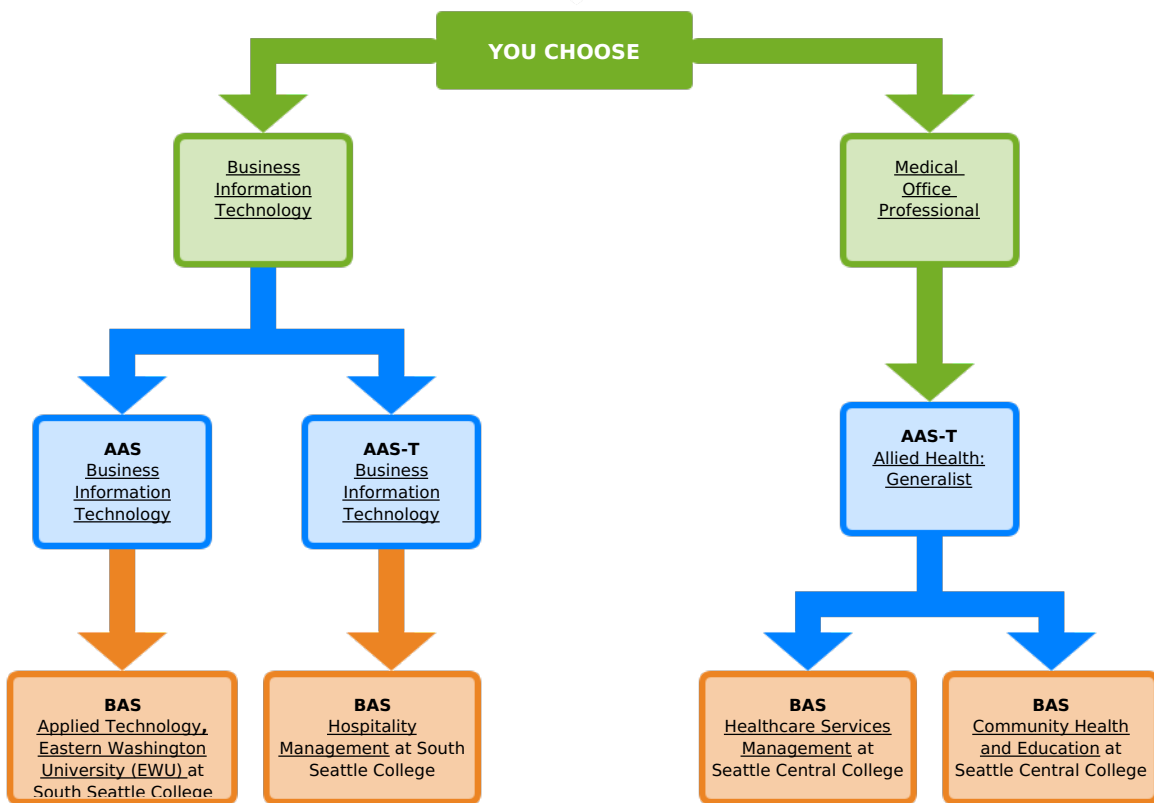 YOU CHOOSE
Business
Information
Technology
Medical
Office
Professional
AAS
Business
Information
Technology
AAS-T
Business
Information
Technology
AAS-T
Allied Health:
Generalist
BAS
Applied Technology,
Eastern Washington
University (EWU) at
South Seattle College
BAS
Hospitality
Management at South
Seattle College
BAS
Healthcare Services
Management at
Seattle Central College
BAS
Community Health
and Education at
Seattle Central College